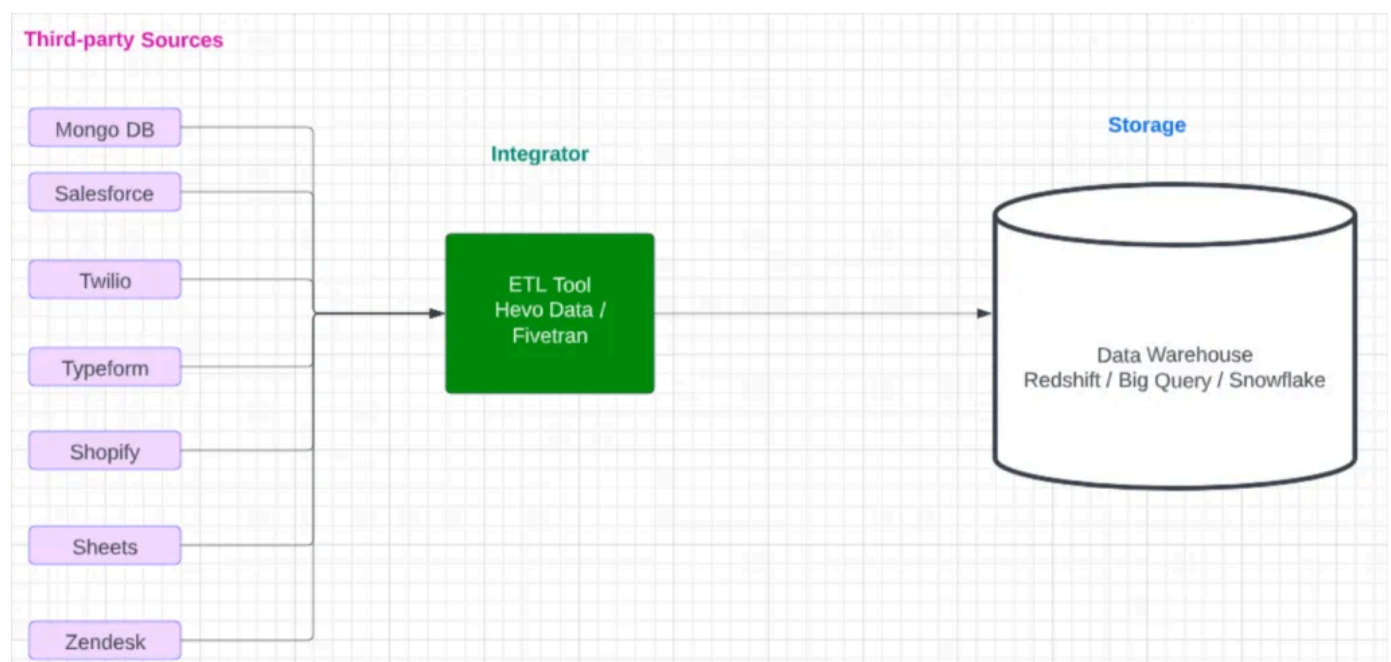 Third-party Sources
Mongo DB
Salesforce
Twilio
Typeform
Shopify
Sheets
Zendesk
Integrator
ETL Tool
Hevo Data /
Fivetran
Storage
Data Warehouse
Redshift / Big Query / Snowflake